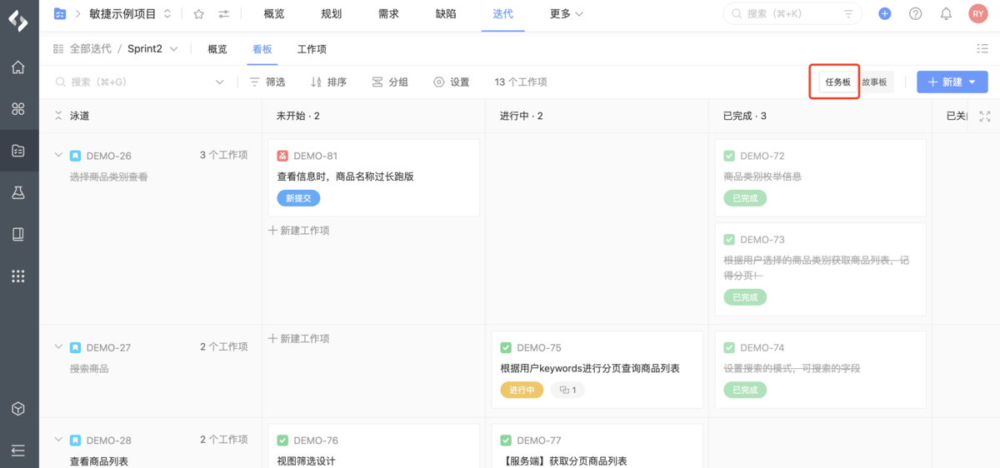 敏捷示例项目
概览
规划
需求
缺陷
迭代
更多
搜索（⌘+K）
RY
全部迭代 / Sprint2
概览
看板
工作项
搜索（⌘+G）
筛选
排序
分组
设置
13 个工作项
任务板
故事板
新建
泳道
未开始 · 2
进行中 · 2
已完成 · 3
DEMO-26
3 个工作项
选择商品类别查看
DEMO-81
查看信息时，商品名称过长跑版
新提交
新建工作项
DEMO-72
商品类别枚举信息
已完成
DEMO-73
根据用户选择的商品类别获取商品列表，记
得分页！
已完成
DEMO-27
2 个工作项
搜索商品
新建工作项
DEMO-75
根据用户keywords进行分页查询商品列表
进行中
1
DEMO-74
设置搜索的模式，可搜索的字段
已完成
DEMO-28
2 个工作项
查看商品列表
DEMO-76
视图筛选设计
DEMO-77
【服务端】获取分页商品列表